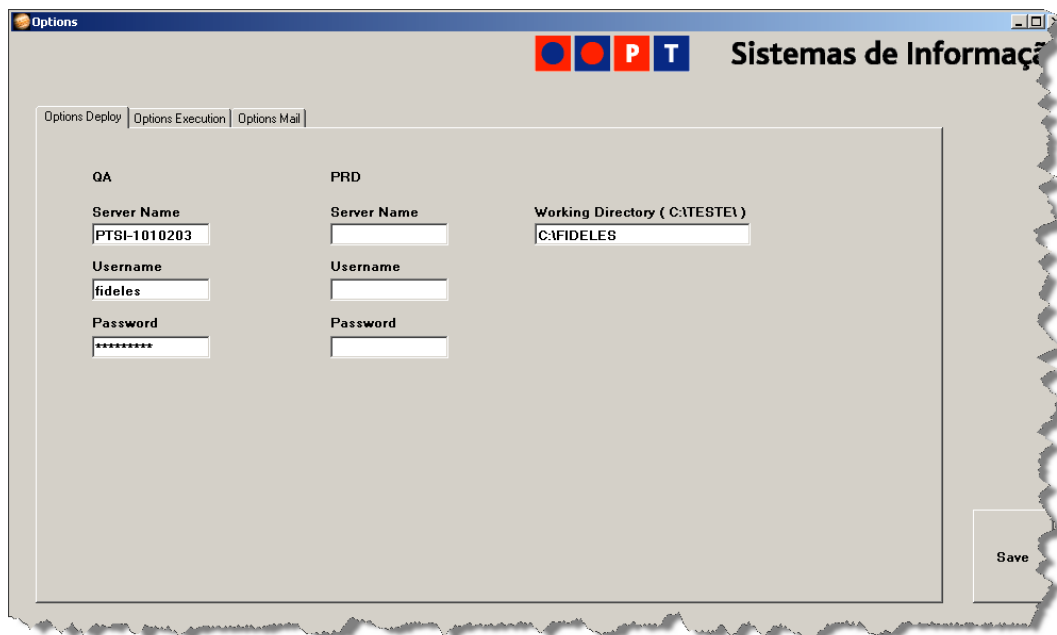 Options
P T Sistemas de Informaçã
Options Deploy Options Execution Options Mail
QA PRD
Server Name Server Name Working Directory ( C:\TESTE\ )
PTSI-1010203 C:\FIDELES
Username Username
fideles
Password Password
*********
Save